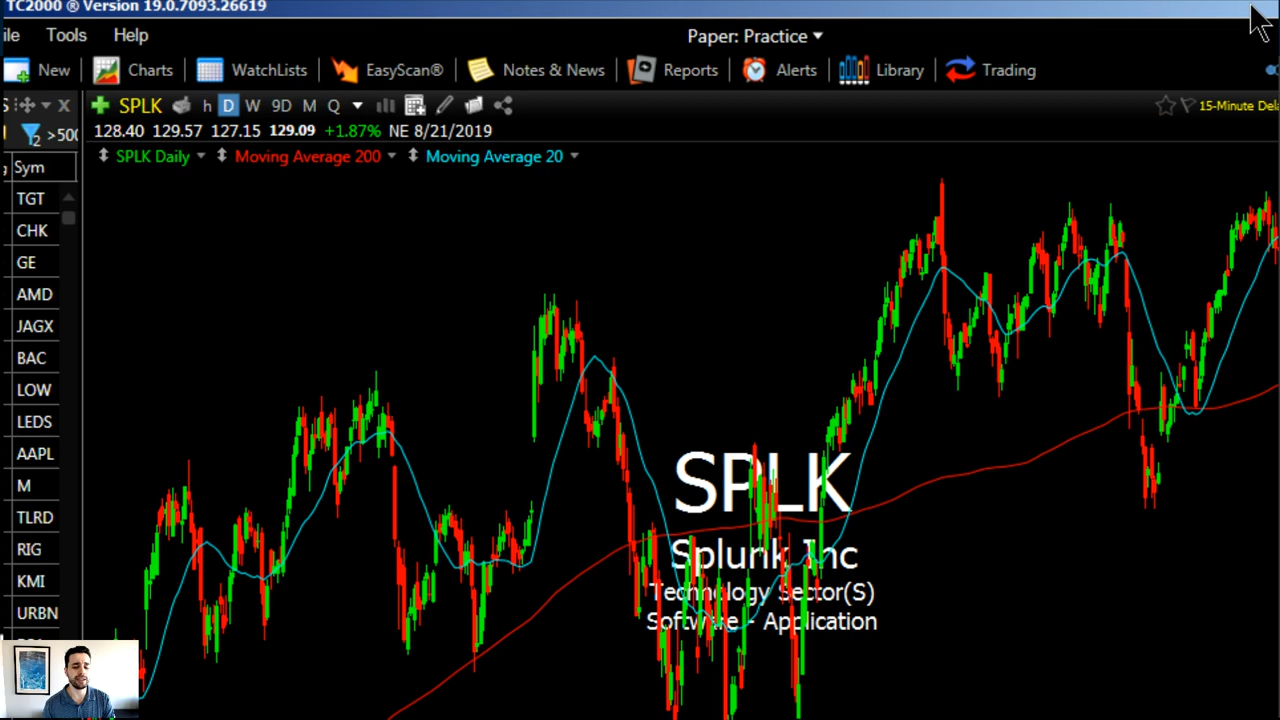 TC2000 ® Version 19.0.7093.26619
ile Tools Help Paper: Practice
New Charts WatchLists EasyScan® Notes & News Reports Alerts Library Trading
S SPLK h D W 9D M Q 15-Minute Dela
2 >500 128.40 129.57 127.15 129.09 +1.87% NE 8/21/2019
SPLK Daily Moving Average 200 Moving Average 20
Sym
TGT
CHK
GE
AMD
JAGX
BAC
LOW
LEDS
AAPL
M
TLRD
RIG
KMI
URBN
SPLK
Splunk Inc
Technology Sector(S)
Software - Application